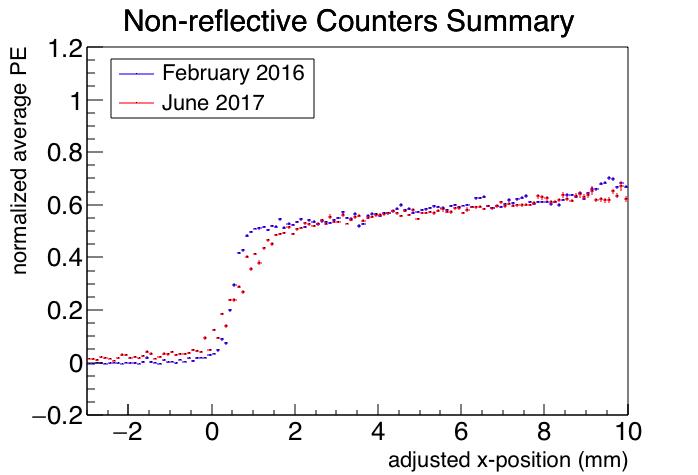 Non-reflective Counters Summary
normalized average PE
February 2016
June 2017
1.2
1
0.8
0.6
0.4
0.2
0
−0.2
−2 0 2 4 6 8 10
adjusted x-position (mm)